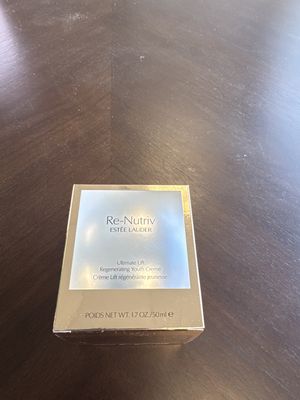 Re-Nutriv
ESTĒE LAUDER
Ultimate Lift
Regenerating Youth Creme
Crème Lift régénératrice jeunesse
POIDS NET WT. 1.7 OZ./50ml ℮